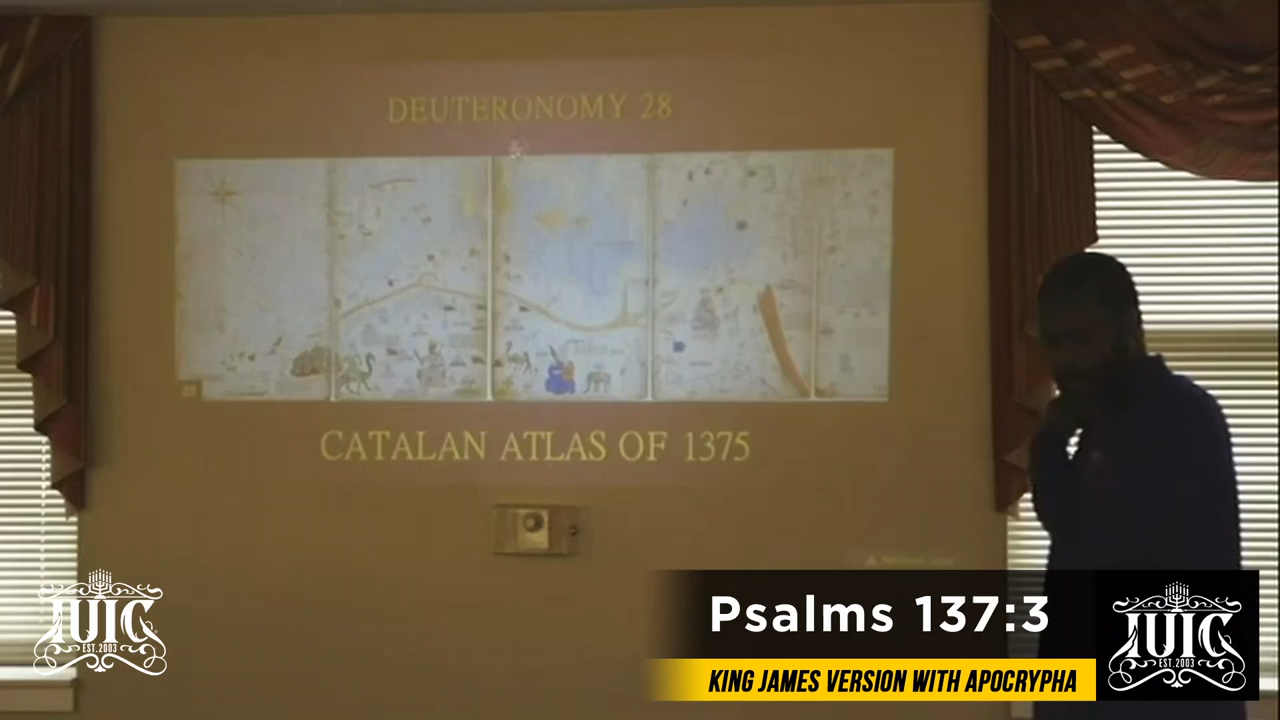 DEUTERONOMY 28
CATALAN ATLAS OF 1375
Psalms 137:3
KING JAMES VERSION WITH APOCRYPHA
IUIC
EST. 2003
IUIC
EST. 2003